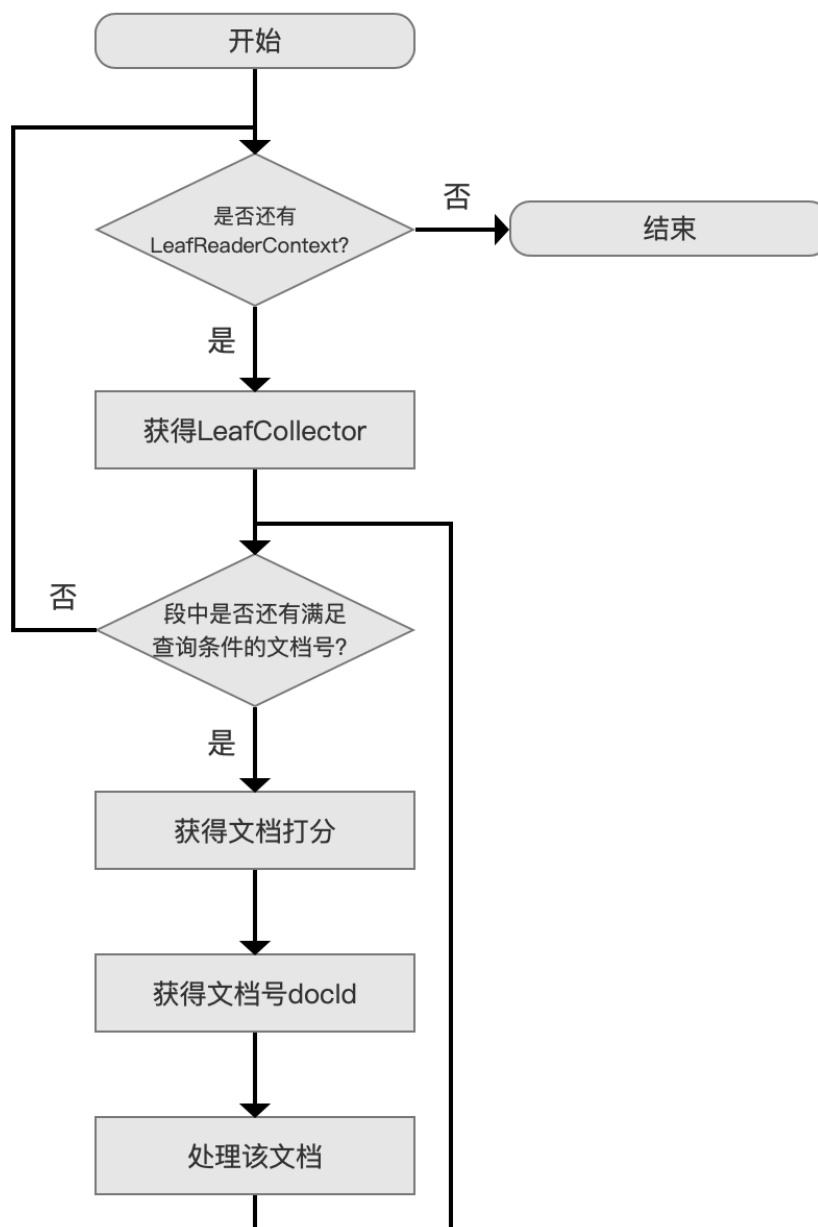 开始
是否还有
LeafReaderContext?
否
结束
是
获得LeafCollector
否
段中是否还有满足
查询条件的文档号?
是
获得文档打分
获得文档号docId
处理该文档